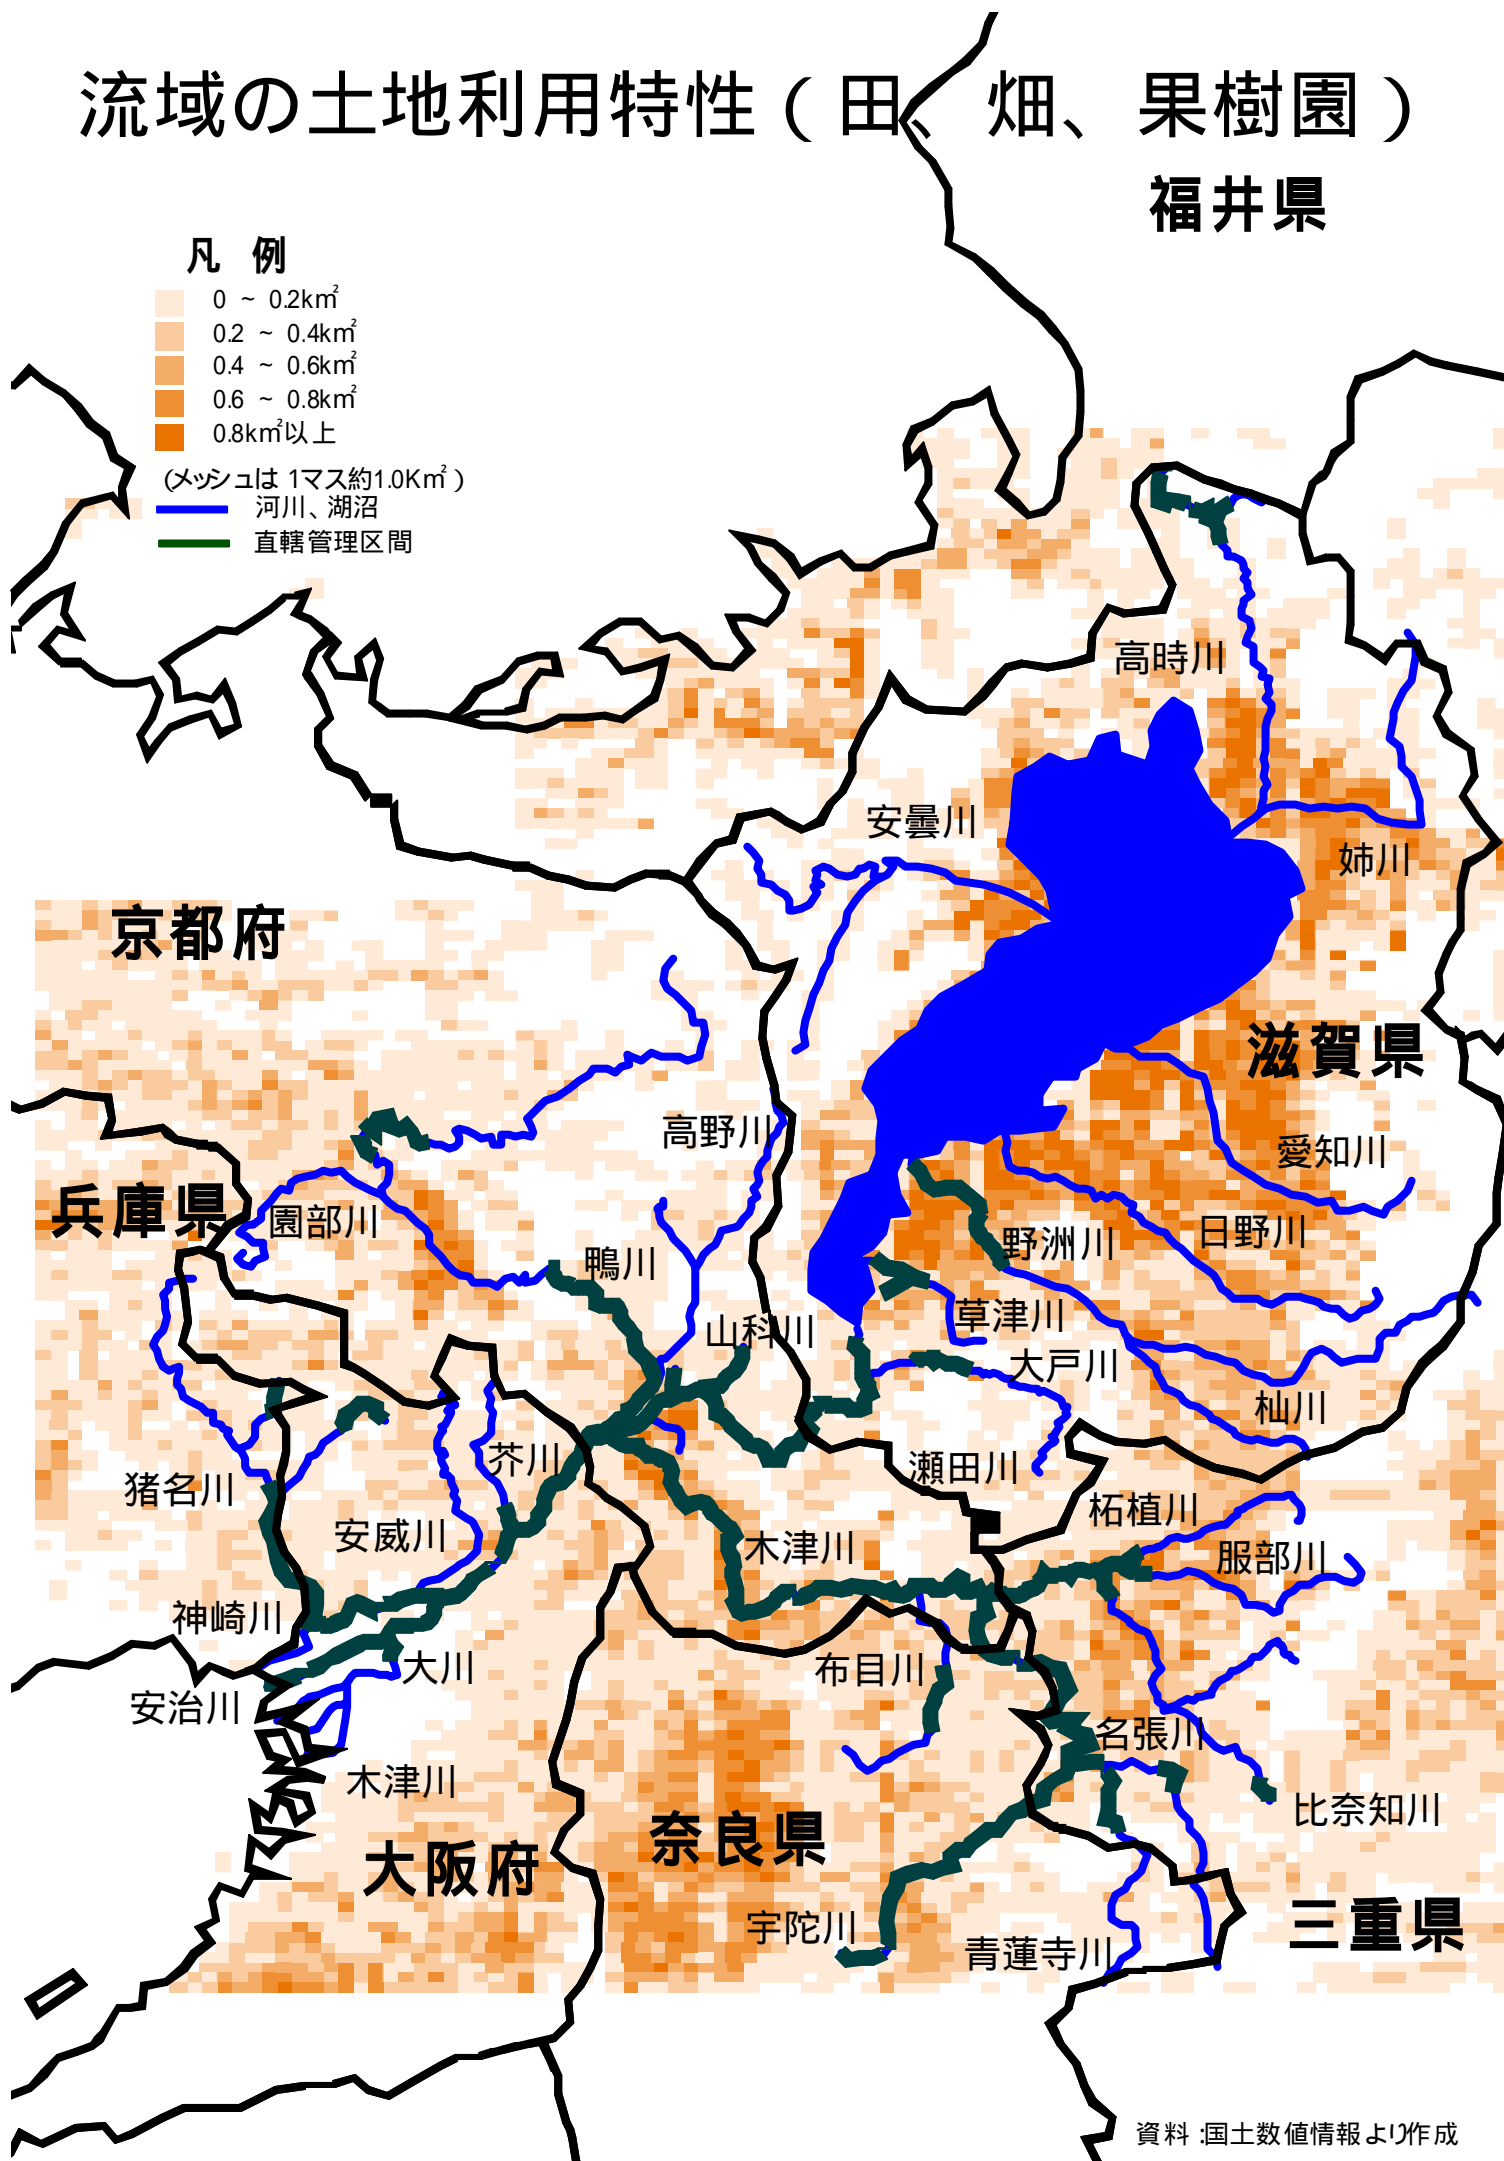 流域の土地利用特性（田、畑、果樹園）
福井県
凡 例
0 ~ 0.2k㎡
0.2 ~ 0.4k㎡
0.4 ~ 0.6k㎡
0.6 ~ 0.8k㎡
0.8k㎡以上
(メッシュは 1マス約1.0K㎡)
河川、湖沼
直轄管理区間
高時川
安曇川
姉川
京都府
滋賀県
高野川
愛知川
兵庫県
園部川
日野川
野洲川
鴨川
草津川
山科川
大戸川
杣川
芥川
瀬田川
猪名川
柘植川
安威川
木津川
服部川
神崎川
大川
布目川
安治川
名張川
木津川
比奈知川
奈良県
大阪府
宇陀川
三重県
青蓮寺川
資料:国土数値情報より作成